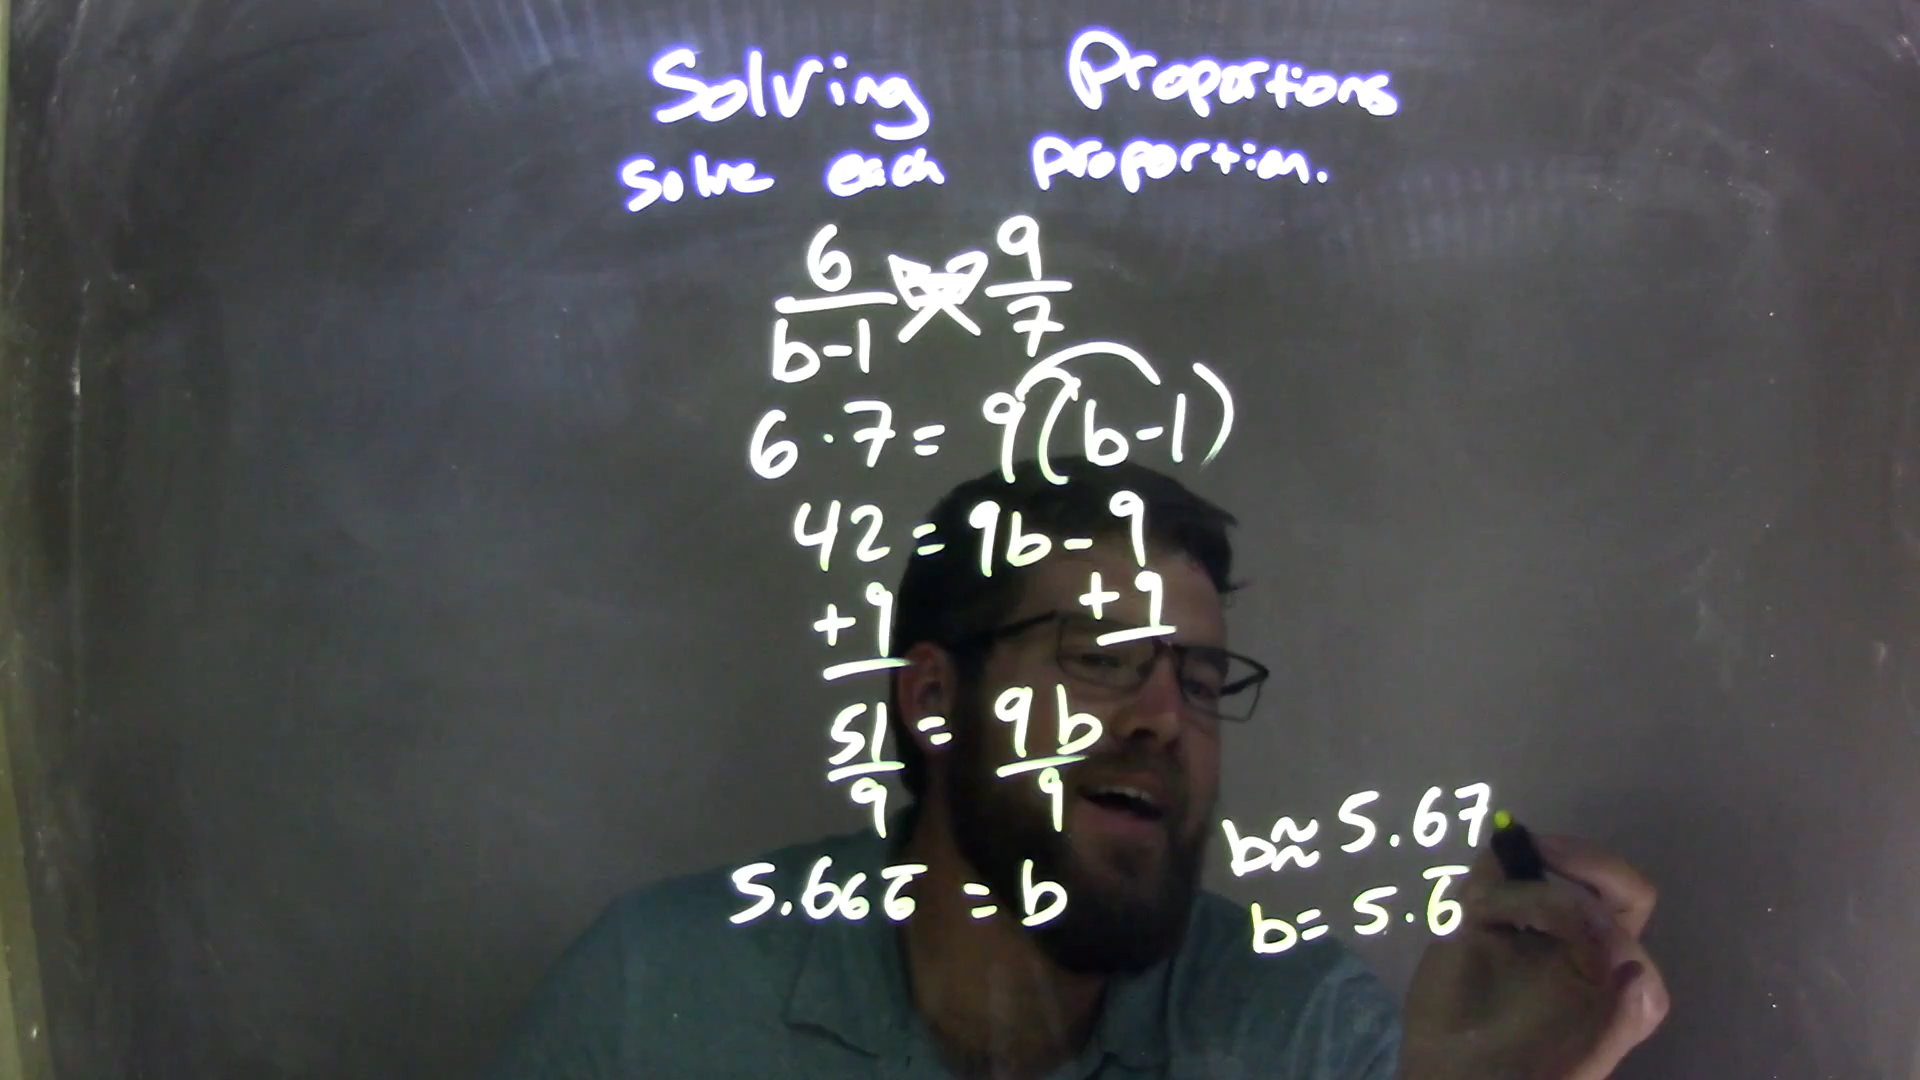 Solving Proportions
Solve each proportion.
6/(b-1) 9/7
6·7=9(b-1)
42=9b-9
+9 +9
51/9=9b/9
5.666̅=b
b≈5.67
b=5.6̅